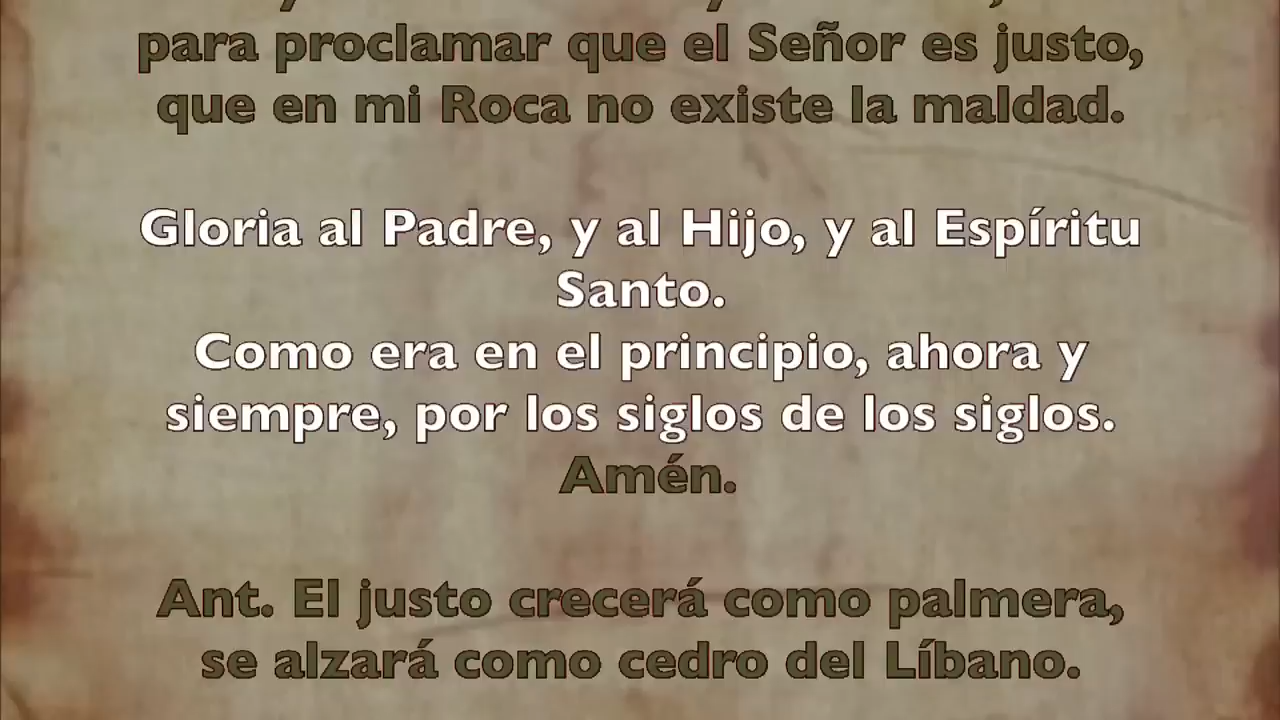 para proclamar que el Señor es justo,
que en mi Roca no existe la maldad.
Gloria al Padre, y al Hijo, y al Espíritu
Santo.
Como era en el principio, ahora y
siempre, por los siglos de los siglos.
Amén.
Ant. El justo crecerá como palmera,
se alzará como cedro del Líbano.